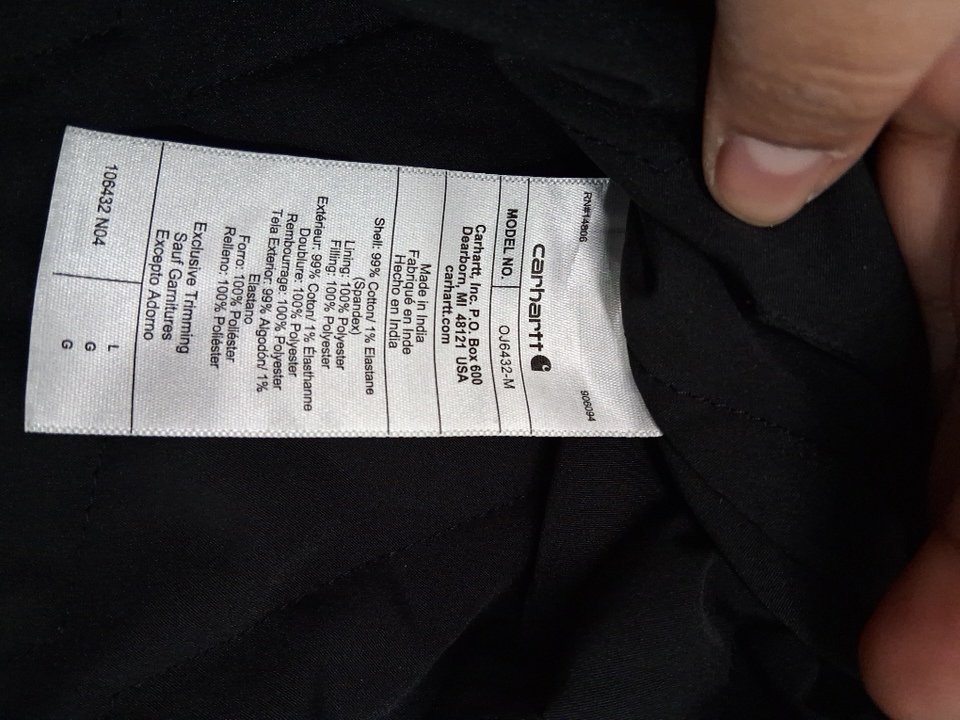 RN#14806 906094
carhartt
MODEL NO. OJ6432-M
Carhartt, Inc. P.O. Box 600
Dearborn, MI 48121 USA
carhartt.com
Made in India
Fabriqué en Inde
Hecho en India
Shell: 99% Cotton/ 1% Elastane
(Spandex)
Lining: 100% Polyester
Filling: 100% Polyester
Extérieur: 99% Coton/ 1% Élasthanne
Doublure: 100% Polyester
Rembourrage: 100% Polyester
Tela Exterior: 99% Algodón/ 1%
Elastano
Forro: 100% Poliéster
Relleno: 100% Poliéster
Exclusive Trimming
Sauf Garnitures
Excepto Adorno
106432 N04
L
G
G